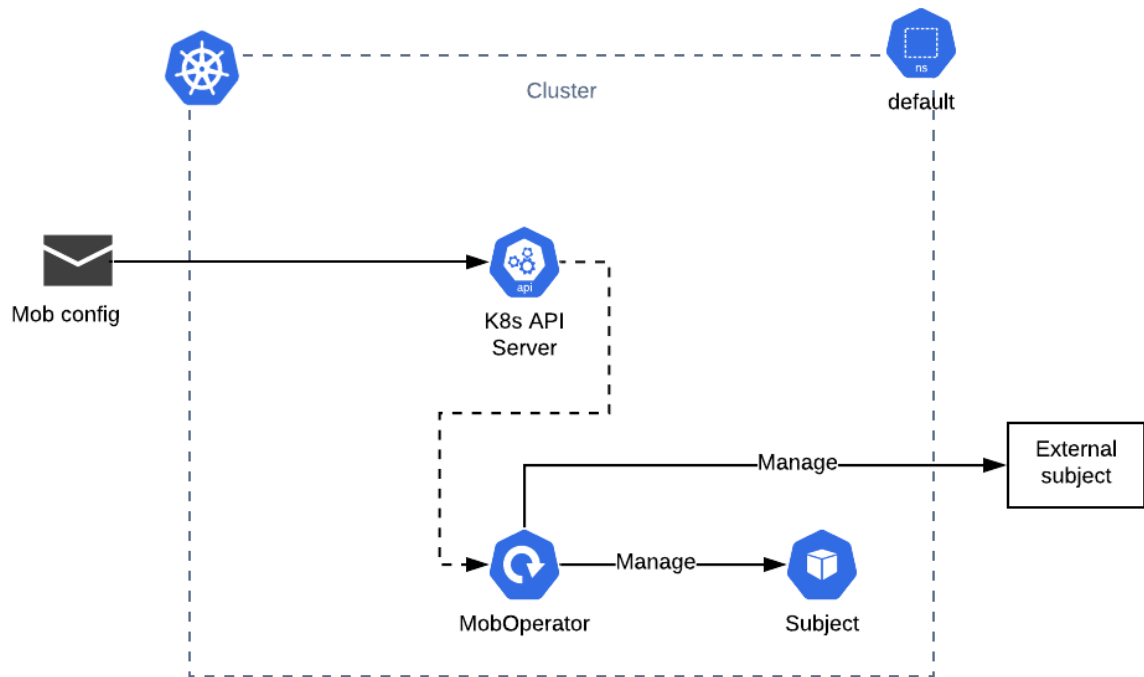 ns
Cluster
default
api
Mob config
K8s API
Server
External
subject
Manage
Manage
MobOperator
Subject